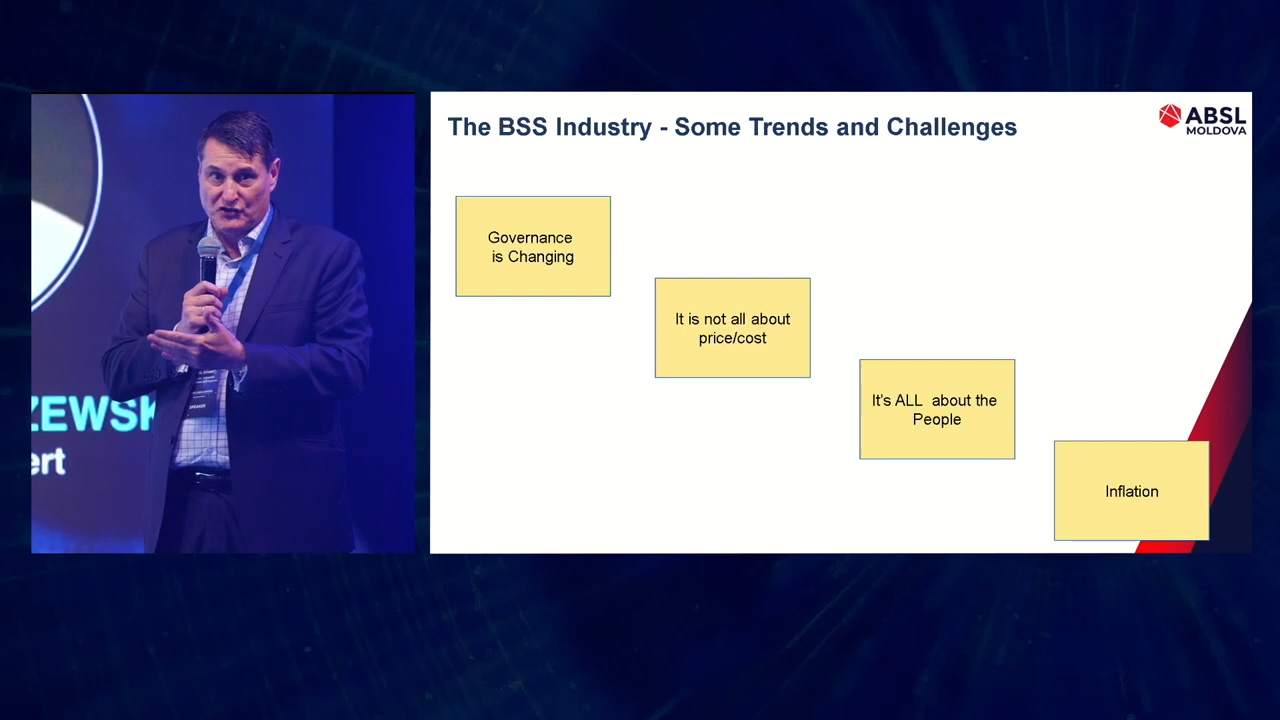 The BSS Industry - Some Trends and Challenges
ABSL
MOLDOVA
Governance
is Changing
It is not all about
price/cost
It's ALL about the
People
Inflation
ZEWSK
ert
SPEAKER